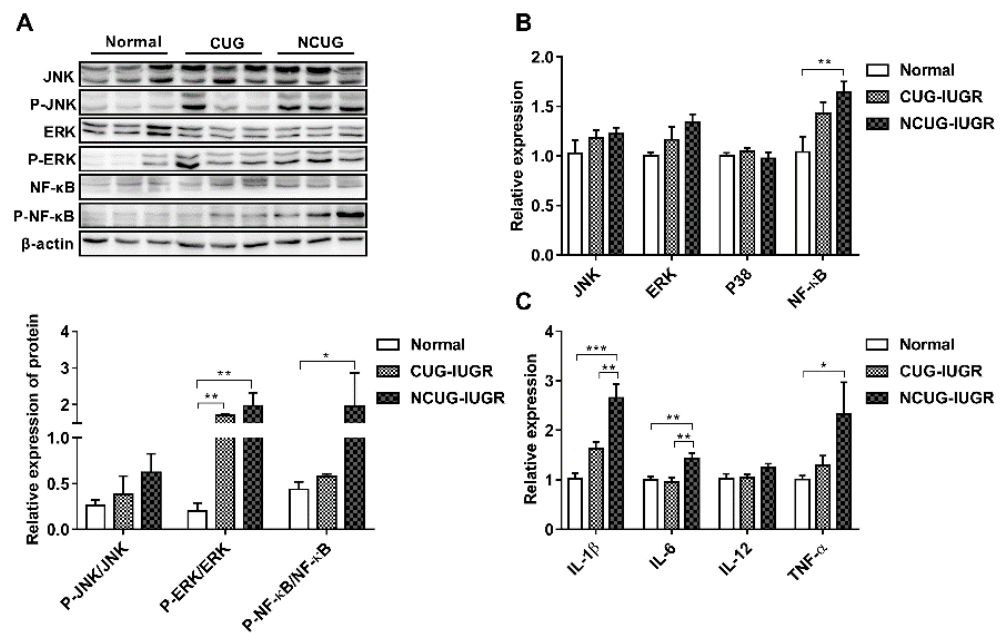 A
Normal CUG NCUG
JNK
P-JNK
ERK
P-ERK
NF-κB
P-NF-κB
β-actin
Relative expression of protein
4
3
2
1.0
0.5
0.0
** ** *
P-JNK/JNK P-ERK/ERK P-NF-κB/NF-κB
Normal
CUG-IUGR
NCUG-IUGR
B
Relative expression
2.0
1.5
1.0
0.5
0.0
**
JNK ERK P38 NF-κB
Normal
CUG-IUGR
NCUG-IUGR
C
Relative expression
4
3
2
1
0
*** ** ** ** *
IL-1β IL-6 IL-12 TNF-α
Normal
CUG-IUGR
NCUG-IUGR